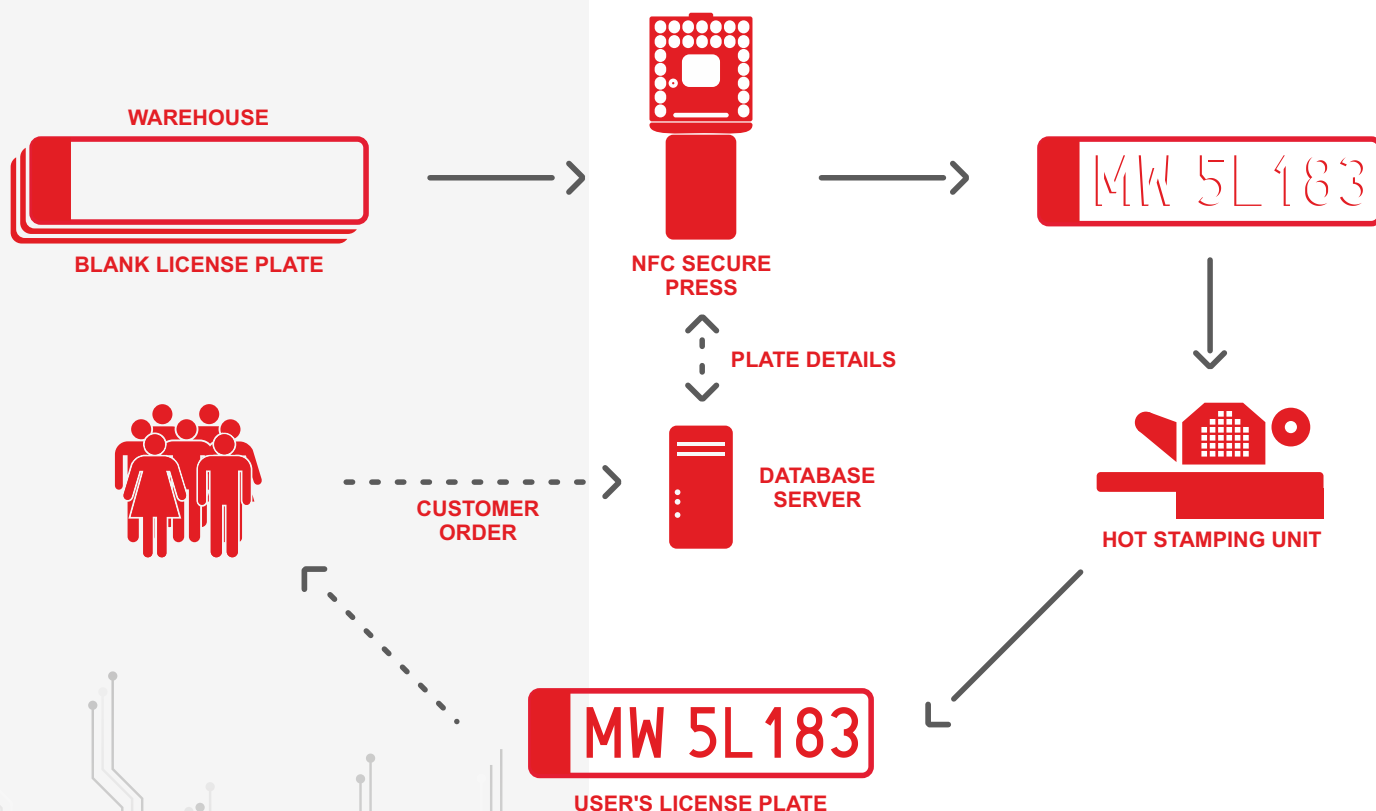 WAREHOUSE
BLANK LICENSE PLATE
NFC SECURE
PRESS
MW 5L183
PLATE DETAILS
CUSTOMER
ORDER
DATABASE
SERVER
HOT STAMPING UNIT
MW 5L183
USER'S LICENSE PLATE